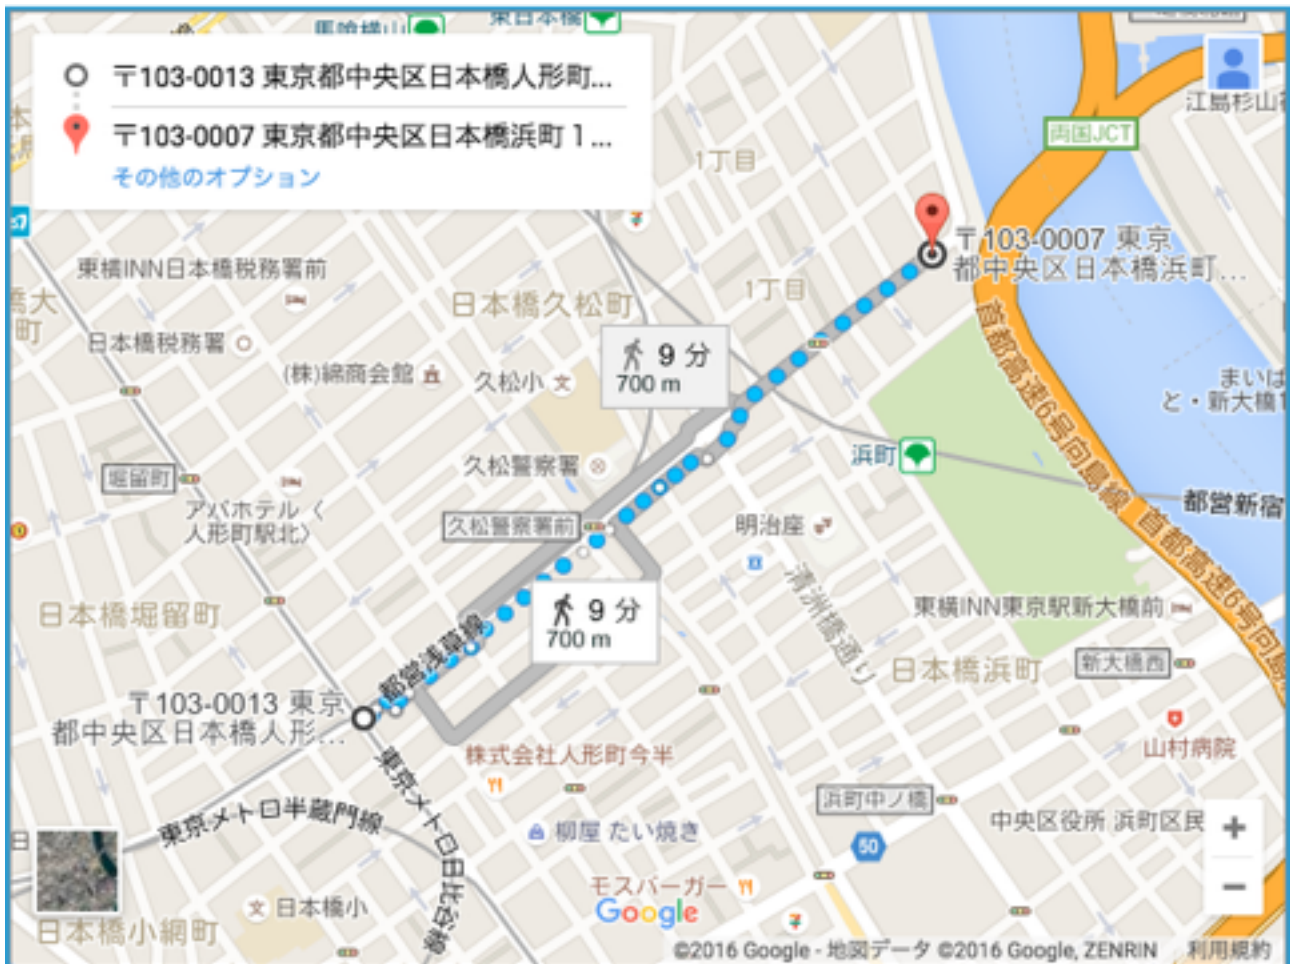 馬喰横山
東日本橋
〒103-0013 東京都中央区日本橋人形町...
〒103-0007 東京都中央区日本橋浜町 1...
その他のオプション
江島杉山
両国JCT
1丁目
〒103-0007 東京
都中央区日本橋浜町...
東横INN日本橋税務署前
1丁目
日本橋久松町
橋大
町
日本橋税務署
9 分
700 m
(株)綿商会館
久松小
首都高速6号向島線
まいば
と・新大橋1
浜町
久松警察署
堀留町
都営新宿
アパホテル〈
人形町駅北〉
久松警察署前
明治座
首都高速6号向島
清洲橋通り
日本橋堀留町
9 分
700 m
東横INN東京駅新大橋前
都営浅草線
日本橋浜町
新大橋西
〒103-0013 東京
都中央区日本橋人形...
株式会社人形町今半
山村病院
東京メトロ半蔵門線
東京メトロ日比谷線
浜町中ノ橋
中央区役所 浜町区民
+
柳屋 たい焼き
50
モスバーガー
−
日本橋小
Google
日本橋小網町
©2016 Google - 地図データ ©2016 Google, ZENRIN
利用規約